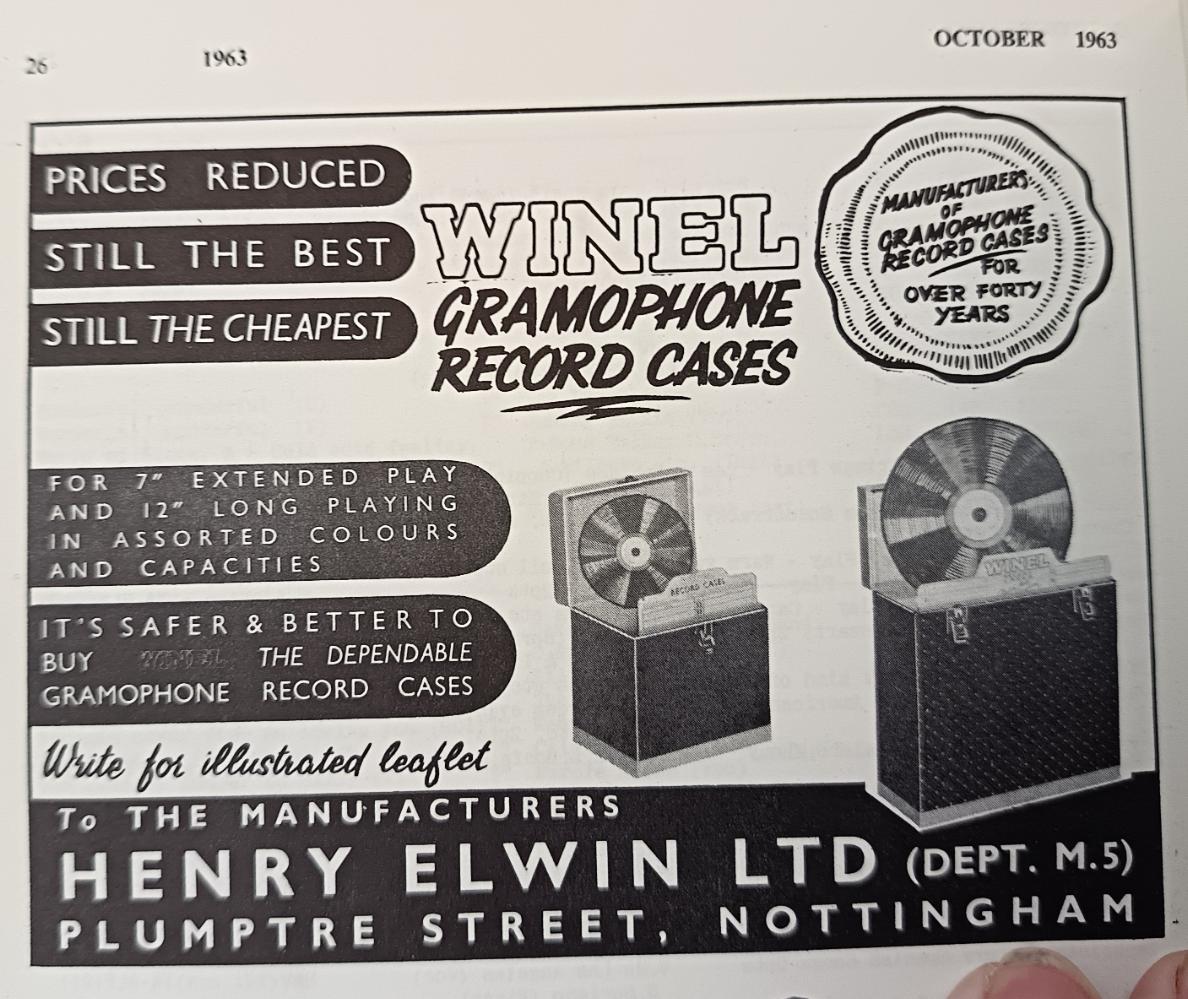 26 1963 OCTOBER 1963
PRICES REDUCED
STILL THE BEST
STILL THE CHEAPEST
WINEL
GRAMOPHONE
RECORD CASES
MANUFACTURERS
OF
GRAMOPHONE
RECORD CASES
FOR
OVER FORTY
YEARS
FOR 7" EXTENDED PLAY
AND 12" LONG PLAYING
IN ASSORTED COLOURS
AND CAPACITIES
IT'S SAFER & BETTER TO
BUY WINEL THE DEPENDABLE
GRAMOPHONE RECORD CASES
RECORD CASES
WINEL
Write for illustrated leaflet
To THE MANUFACTURERS
HENRY ELWIN LTD (DEPT. M.5)
PLUMPTRE STREET, NOTTINGHAM